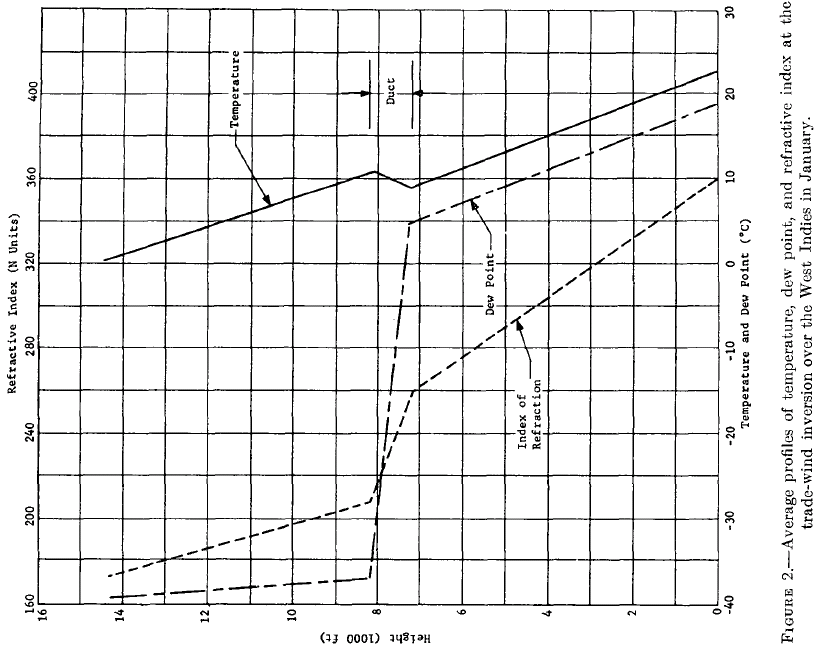 Refractive Index (N Units)
160
200
240
280
320
360
400
16
14
12
10
8
6
4
2
0
Height (1000 ft)
Temperature
Duct
Dew Point
Index of
Refraction
-40
-30
-20
-10
0
10
20
30
Temperature and Dew Point (°C)
FIGURE 2.—Average profiles of temperature, dew point, and refractive index at the
trade-wind inversion over the West Indies in January.